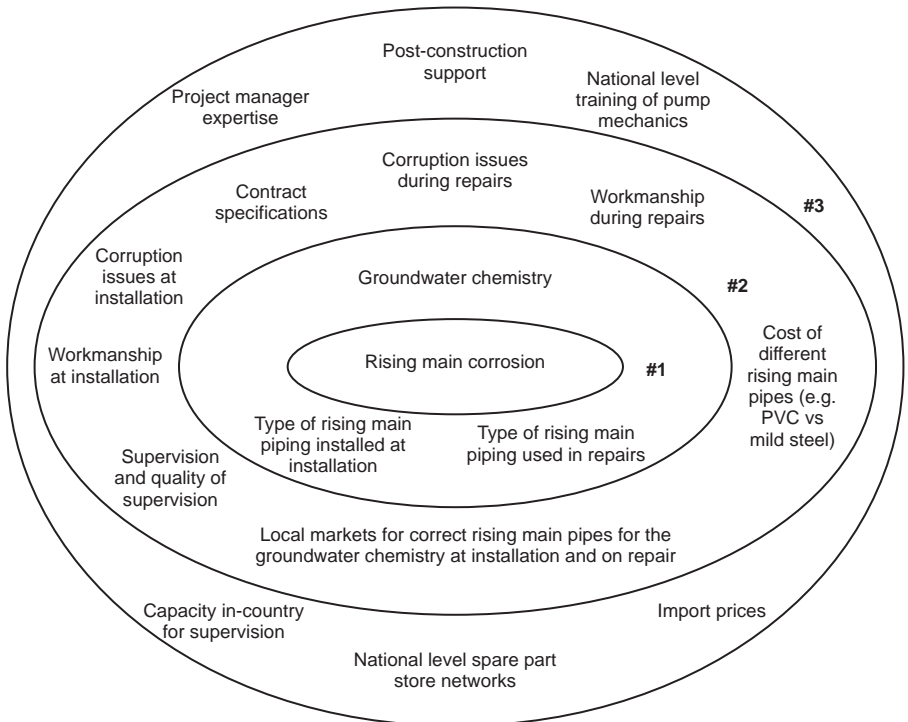 Post-construction
support
Project manager
expertise
National level
training of pump
mechanics
Corruption issues
during repairs
Contract
specifications
Workmanship
during repairs
#3
Corruption
issues at
installation
Groundwater chemistry
#2
Workmanship
at installation
Rising main corrosion
#1
Cost of
different
rising main
pipes (e.g.
PVC vs
mild steel)
Type of rising main
piping installed at
installation
Type of rising main
piping used in repairs
Supervision
and quality of
supervision
Local markets for correct rising main pipes for the
groundwater chemistry at installation and on repair
Capacity in-country
for supervision
Import prices
National level spare part
store networks